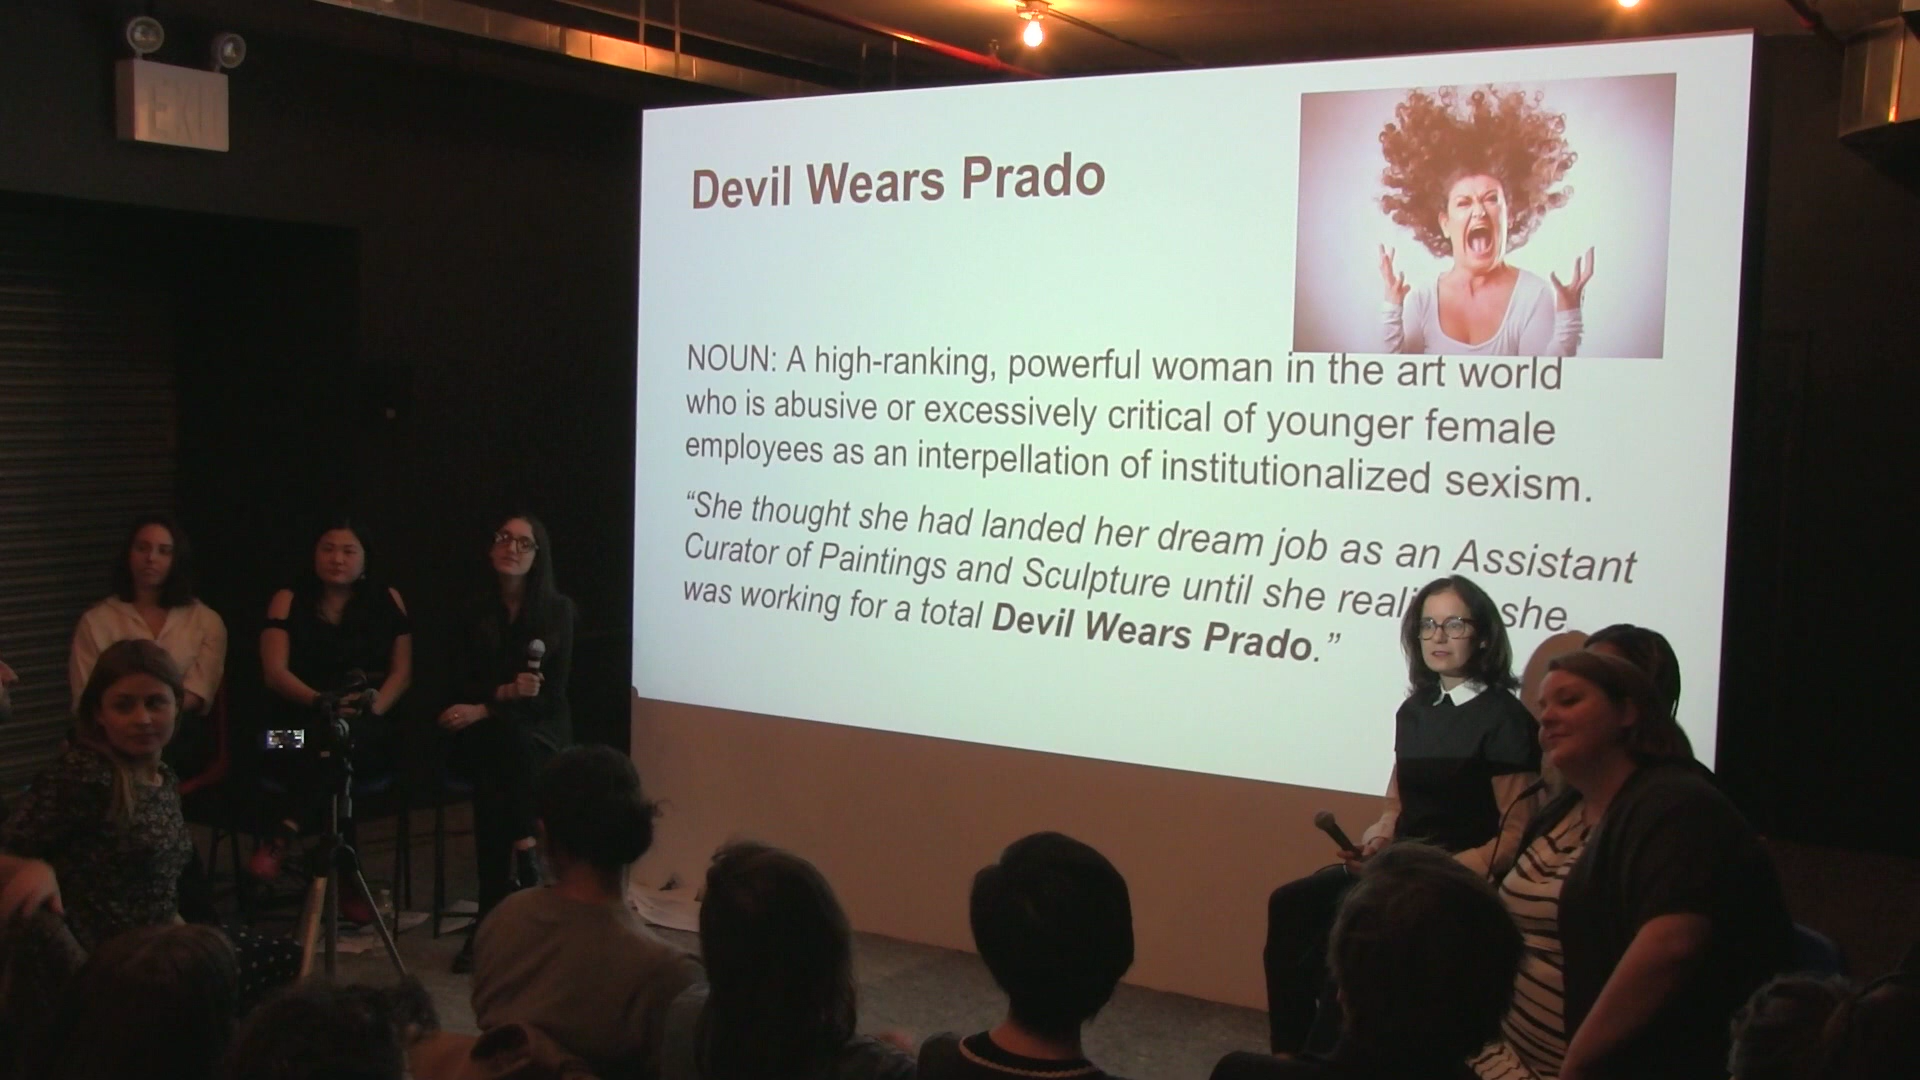 EXIT
Devil Wears Prado
NOUN: A high-ranking, powerful woman in the art world
who is abusive or excessively critical of younger female
employees as an interpellation of institutionalized sexism.
“She thought she had landed her dream job as an Assistant
Curator of Paintings and Sculpture until she she
was working for a total Devil Wears Prado.”